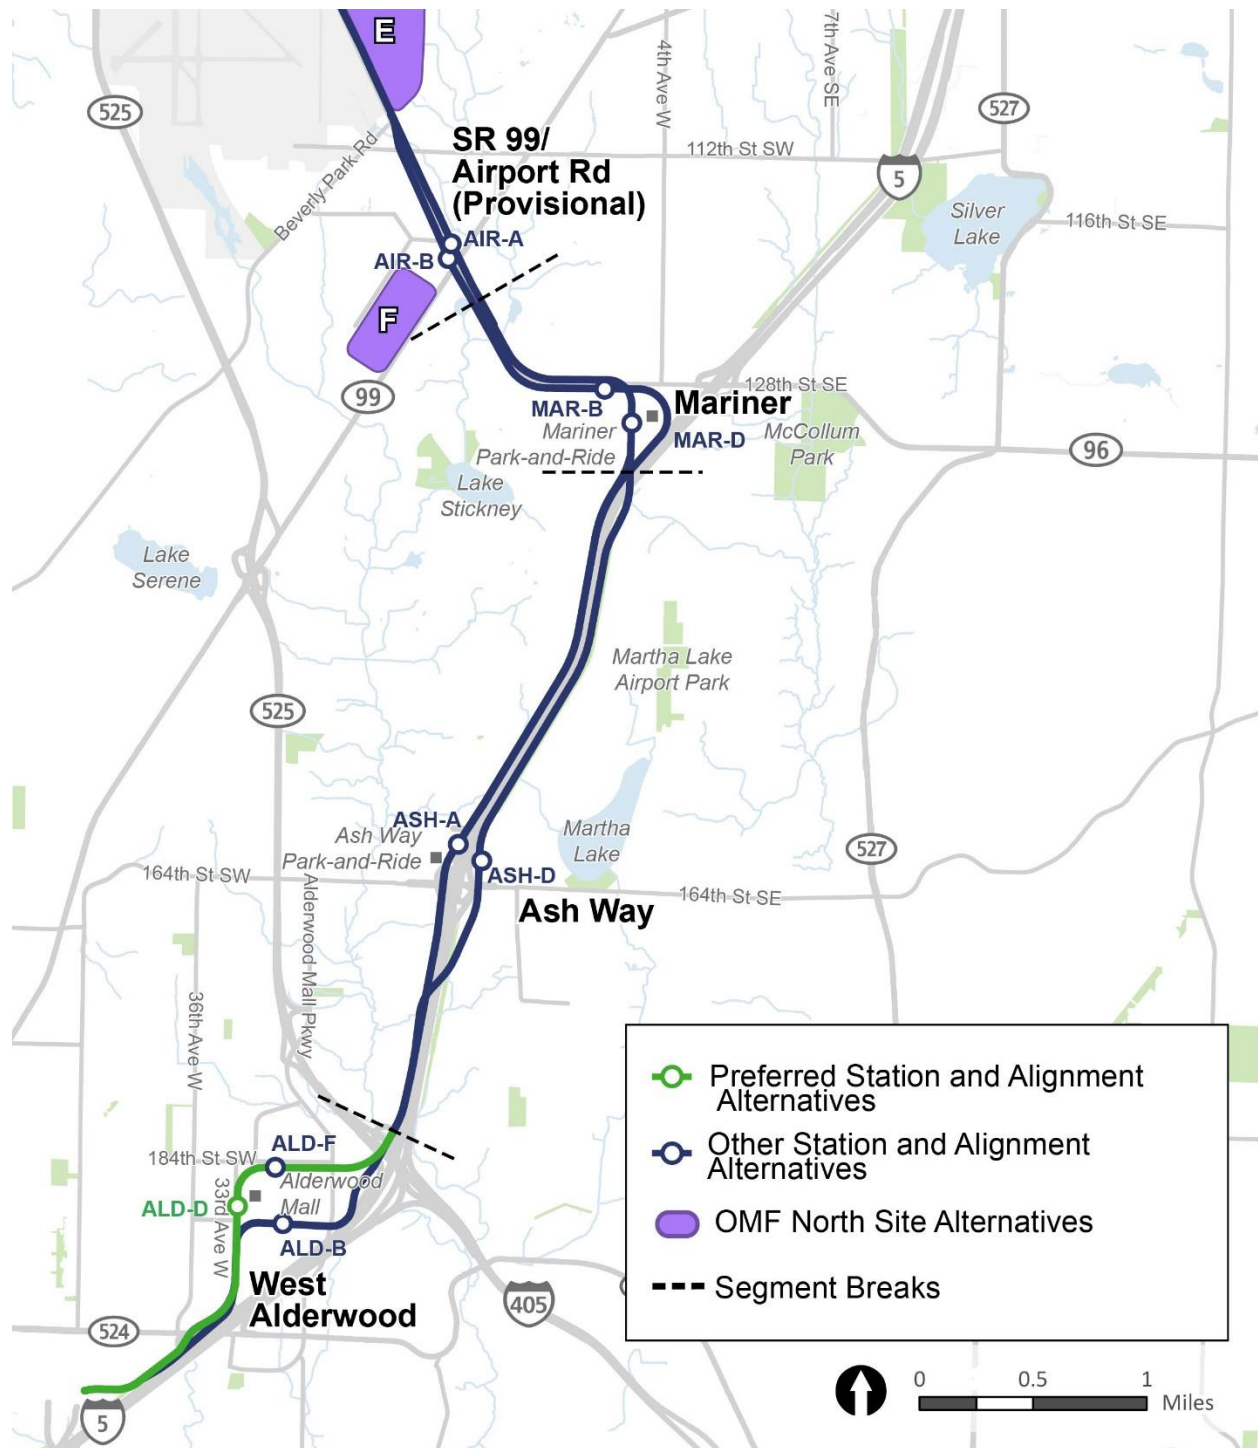 E
525
4th Ave W
7th Ave SE
527
SR 99/
Airport Rd
(Provisional)
112th St SW
5
Beverly Park Rd
Silver
Lake
116th St SE
AIR-A
AIR-B
F
99
128th St SE
MAR-B
Mariner
Mariner
Park-and-Ride
MAR-D
McCollum
Park
96
Lake
Stickney
Lake
Serene
Martha Lake
Airport Park
525
ASH-A
Ash Way
Park-and-Ride
Martha
Lake
527
ASH-D
164th St SW
164th St SE
Ash Way
Alderwood Mall Pkwy
36th Ave W
ALD-F
184th St SW
Alderwood
Mall
ALD-D
33rd Ave W
ALD-B
West
Alderwood
405
524
5
Preferred Station and Alignment
Alternatives
Other Station and Alignment
Alternatives
OMF North Site Alternatives
Segment Breaks
0
0.5
1
Miles